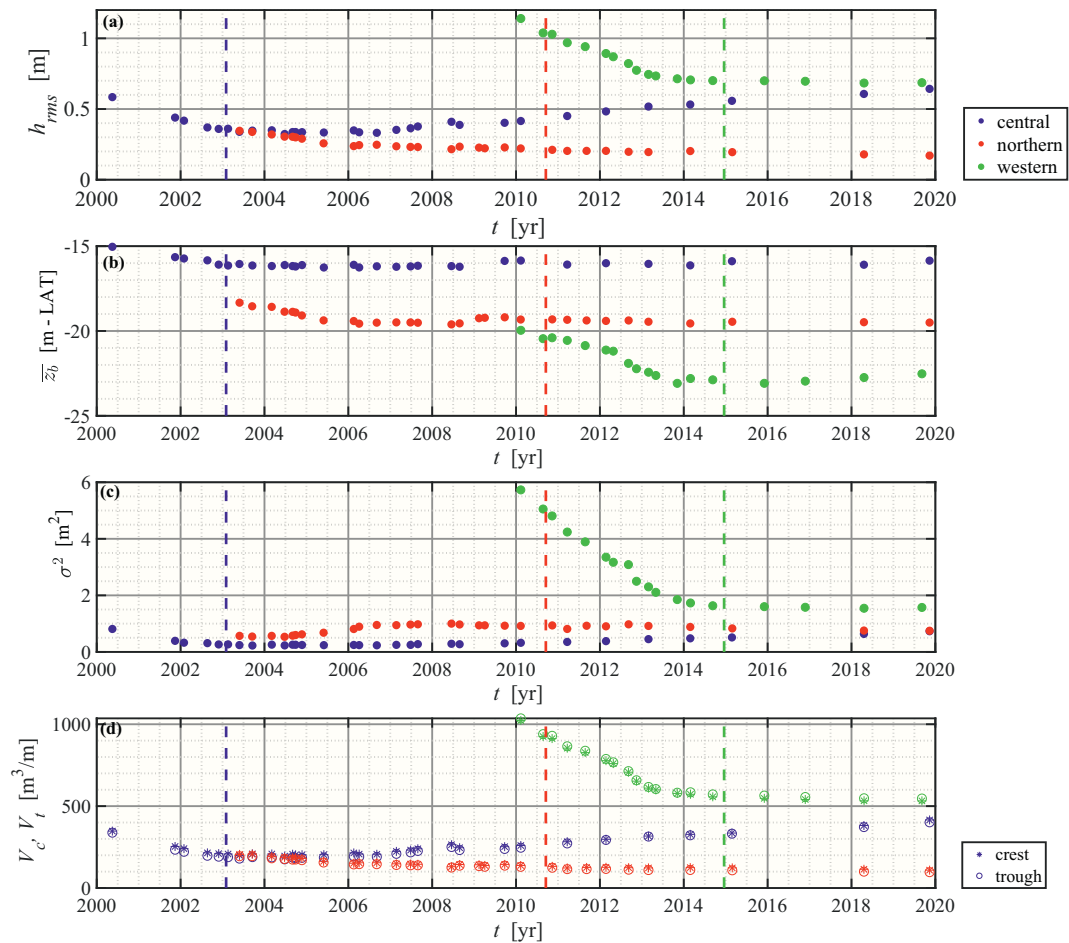 (a)
h_rms [m]
1
0.5
0
2000 2002 2004 2006 2008 2010 2012 2014 2016 2018 2020
t [yr]
central
northern
western
(b)
z̅_b [m - LAT]
-15
-20
-25
2000 2002 2004 2006 2008 2010 2012 2014 2016 2018 2020
t [yr]
(c)
σ² [m²]
6
4
2
0
2000 2002 2004 2006 2008 2010 2012 2014 2016 2018 2020
t [yr]
(d)
V_c, V_t [m³/m]
1000
500
0
2000 2002 2004 2006 2008 2010 2012 2014 2016 2018 2020
t [yr]
crest
trough